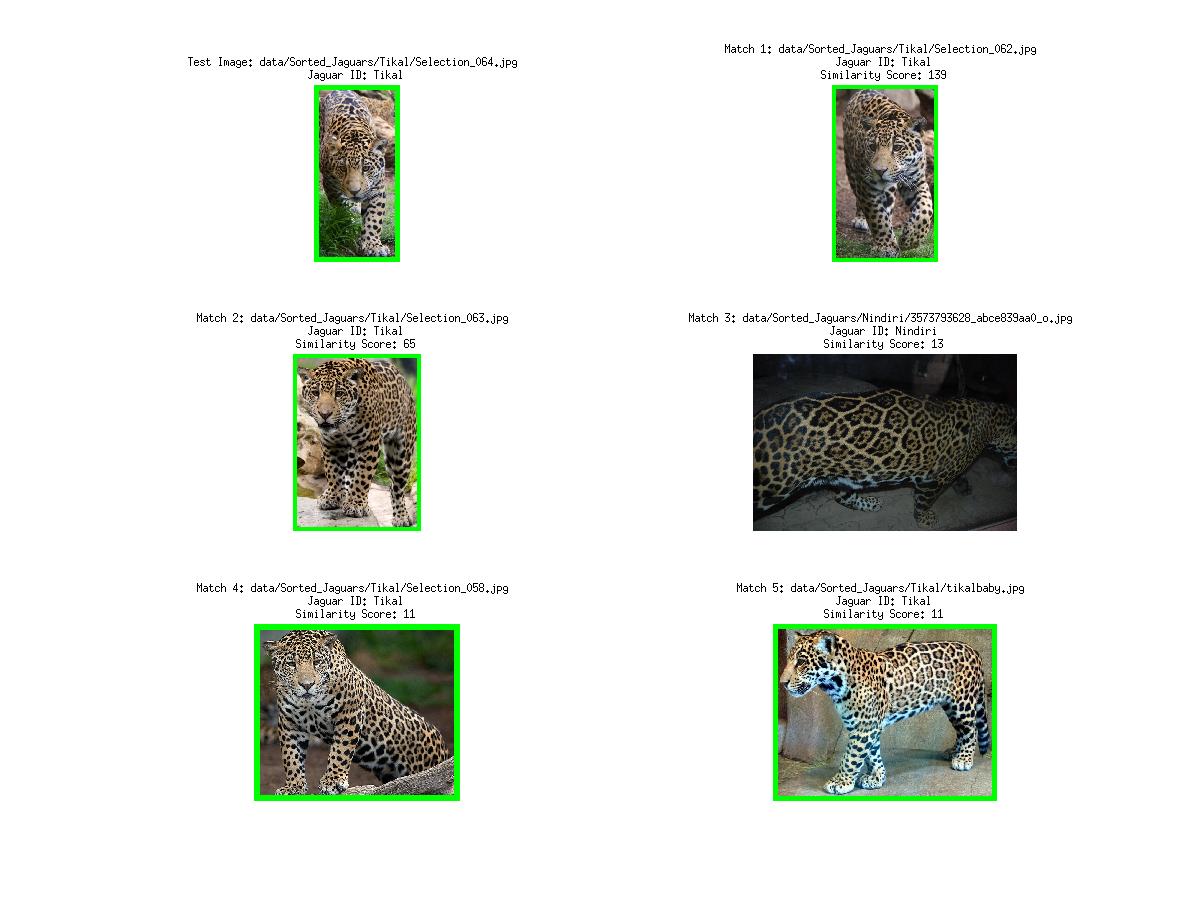 Test Image: data/Sorted_Jaguars/Tikal/Selection_064.jpg
Jaguar ID: Tikal
Match 1: data/Sorted_Jaguars/Tikal/Selection_062.jpg
Jaguar ID: Tikal
Similarity Score: 139
Match 2: data/Sorted_Jaguars/Tikal/Selection_063.jpg
Jaguar ID: Tikal
Similarity Score: 65
Match 3: data/Sorted_Jaguars/Nindiri/3573793628_abce839aa0_o.jpg
Jaguar ID: Nindiri
Similarity Score: 13
Match 4: data/Sorted_Jaguars/Tikal/Selection_058.jpg
Jaguar ID: Tikal
Similarity Score: 11
Match 5: data/Sorted_Jaguars/Tikal/tikalbaby.jpg
Jaguar ID: Tikal
Similarity Score: 11